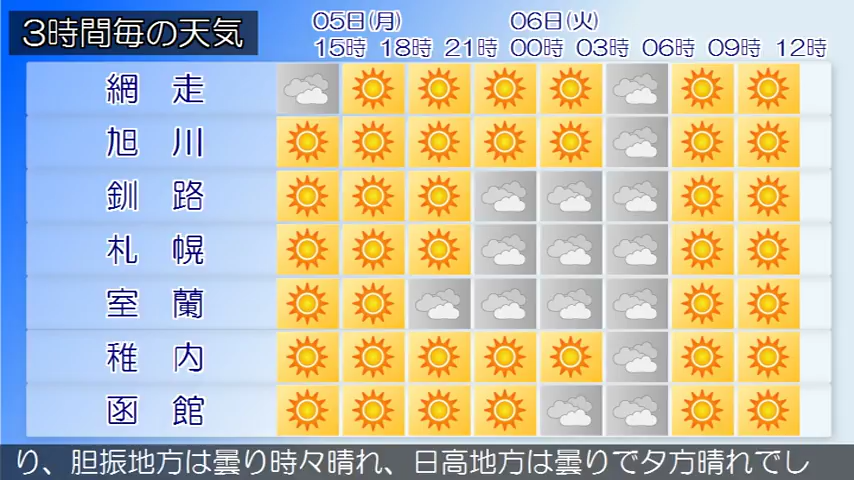 3時間毎の天気
05日(月) 06日(火)
15時 18時 21時 00時 03時 06時 09時 12時
網走
旭川
釧路
札幌
室蘭
稚内
函館
り、胆振地方は曇り時々晴れ、日高地方は曇りで夕方晴れでし